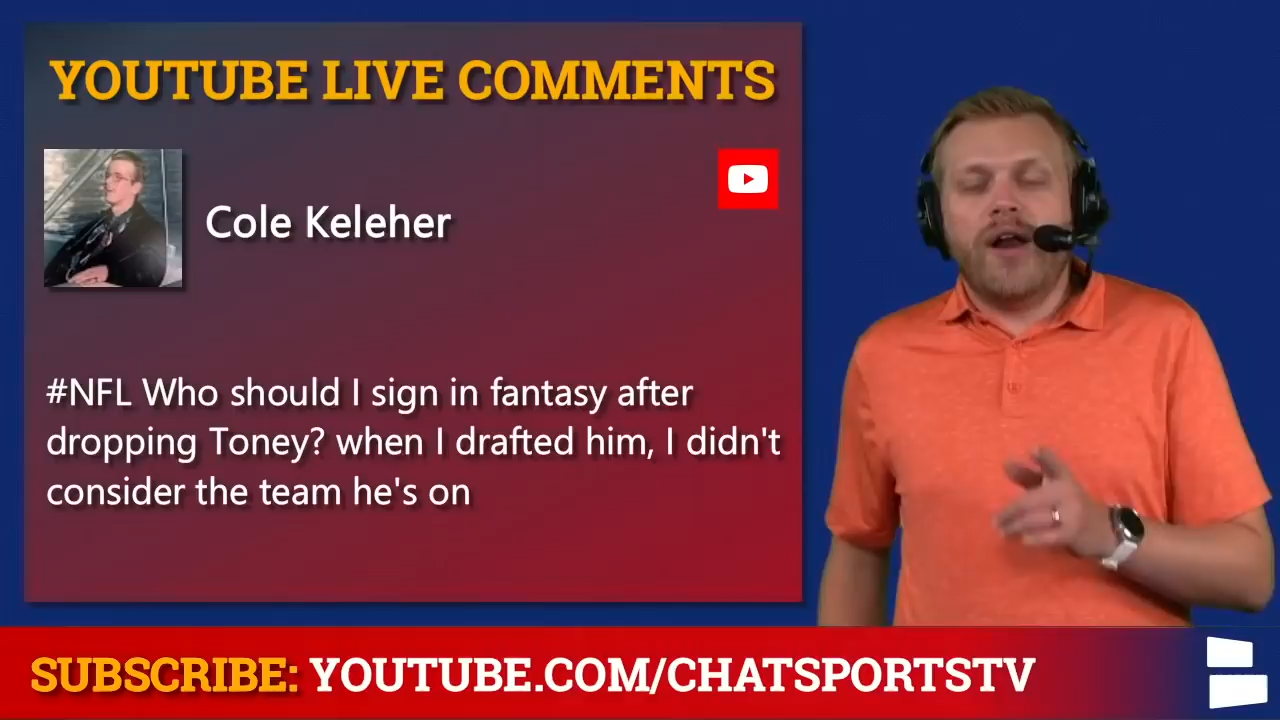 YOUTUBE LIVE COMMENTS
Cole Keleher
#NFL Who should I sign in fantasy after
dropping Toney? when I drafted him, I didn't
consider the team he's on
SUBSCRIBE: YOUTUBE.COM/CHATSPORTSTV